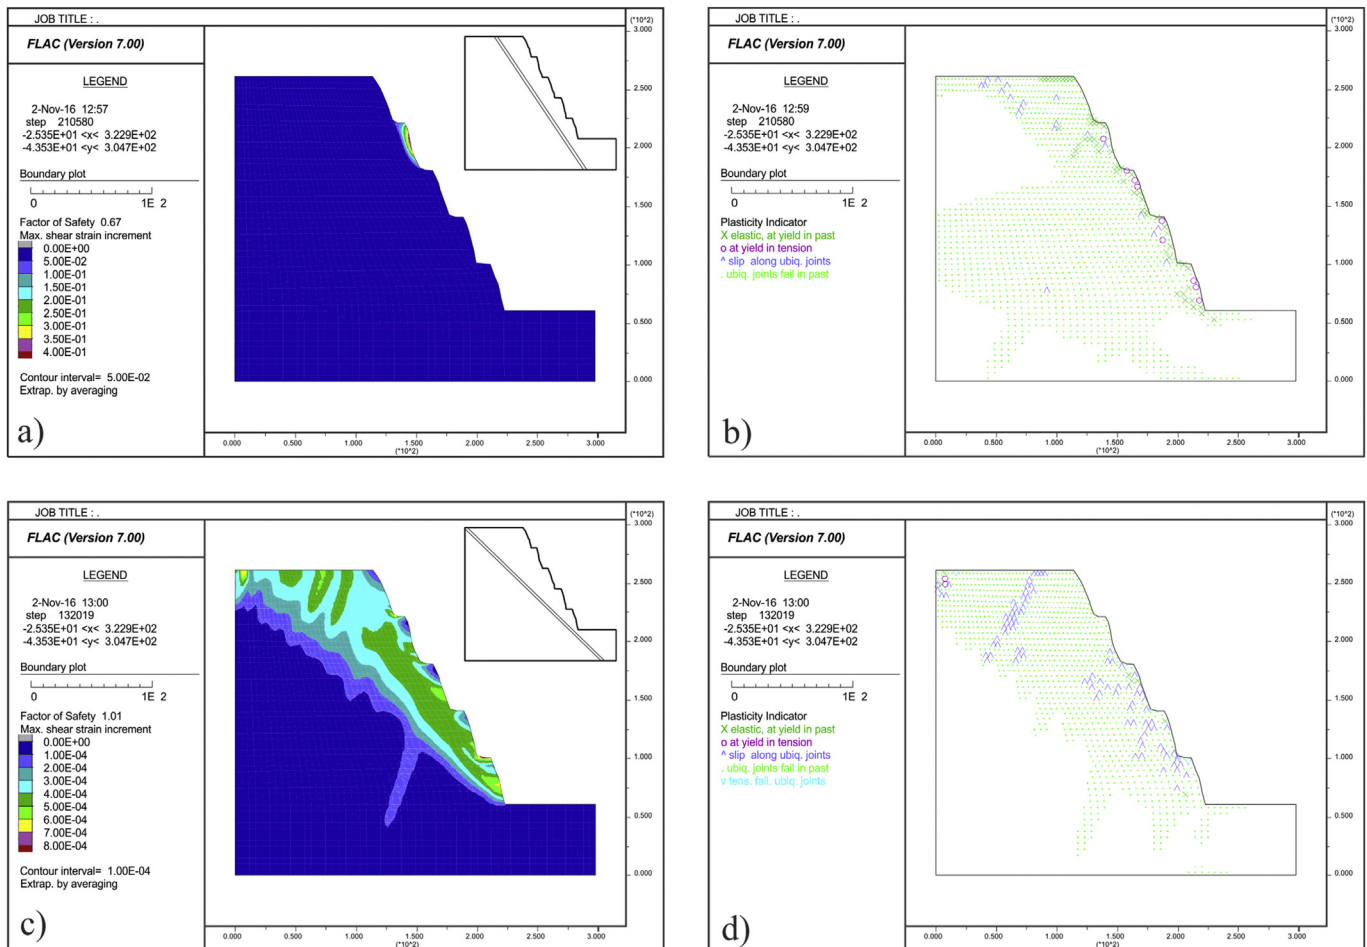 JOB TITLE : .
(*10^2)
FLAC (Version 7.00)
LEGEND
2-Nov-16 12:57
step 210580
-2.535E+01 <x< 3.229E+02
-4.353E+01 <y< 3.047E+02
Boundary plot
0 1E 2
Factor of Safety 0.67
Max. shear strain increment
0.00E+00
5.00E-02
1.00E-01
1.50E-01
2.00E-01
2.50E-01
3.00E-01
3.50E-01
4.00E-01
Contour interval= 5.00E-02
Extrap. by averaging
a)
3.000
2.500
2.000
1.500
1.000
0.500
0.000
0.000 0.500 1.000 1.500 2.000 2.500 3.000
(*10^2)
JOB TITLE : .
(*10^2)
FLAC (Version 7.00)
LEGEND
2-Nov-16 12:59
step 210580
-2.535E+01 <x< 3.229E+02
-4.353E+01 <y< 3.047E+02
Boundary plot
0 1E 2
Plasticity Indicator
X elastic, at yield in past
o at yield in tension
^ slip along ubiq. joints
. ubiq. joints fail in past
b)
3.000
2.500
2.000
1.500
1.000
0.500
0.000
0.000 0.500 1.000 1.500 2.000 2.500 3.000
(*10^2)
JOB TITLE : .
(*10^2)
FLAC (Version 7.00)
LEGEND
2-Nov-16 13:00
step 132019
-2.535E+01 <x< 3.229E+02
-4.353E+01 <y< 3.047E+02
Boundary plot
0 1E 2
Factor of Safety 1.01
Max. shear strain increment
0.00E+00
1.00E-04
2.00E-04
3.00E-04
4.00E-04
5.00E-04
6.00E-04
7.00E-04
8.00E-04
Contour interval= 1.00E-04
Extrap. by averaging
c)
3.000
2.500
2.000
1.500
1.000
0.500
0.000
0.000 0.500 1.000 1.500 2.000 2.500 3.000
(*10^2)
JOB TITLE : .
(*10^2)
FLAC (Version 7.00)
LEGEND
2-Nov-16 13:00
step 132019
-2.535E+01 <x< 3.229E+02
-4.353E+01 <y< 3.047E+02
Boundary plot
0 1E 2
Plasticity Indicator
X elastic, at yield in past
o at yield in tension
^ slip along ubiq. joints
. ubiq. joints fail in past
v tens. fail. ubiq. joints
d)
3.000
2.500
2.000
1.500
1.000
0.500
0.000
0.000 0.500 1.000 1.500 2.000 2.500 3.000
(*10^2)